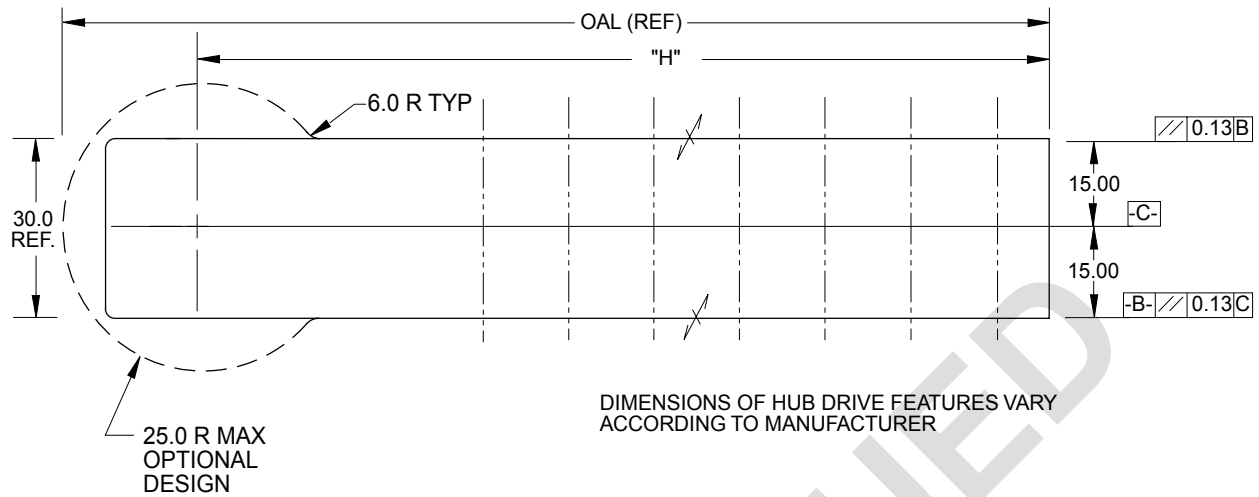 OAL (REF)
"H"
6.0 R TYP
// 0.13 B
15.00
30.0
REF.
-C-
15.00
-B- // 0.13 C
DIMENSIONS OF HUB DRIVE FEATURES VARY
ACCORDING TO MANUFACTURER
25.0 R MAX
OPTIONAL
DESIGN